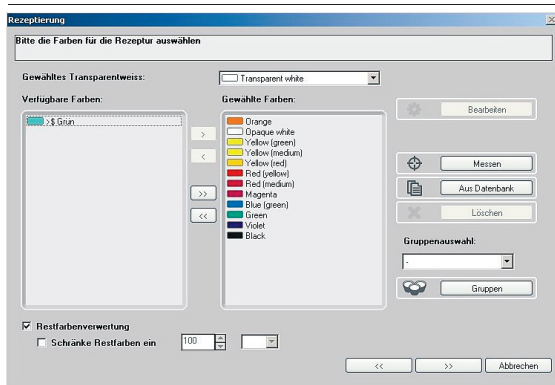 Rezeptierung
Bitte die Farben für die Rezeptur auswählen
Gewähltes Transparentweiss:
Transparent white
Verfügbare Farben:
>$ Grün
>
<
>>
<<
Gewählte Farben:
Orange
Opaque white
Yellow (green)
Yellow (medium)
Yellow (red)
Red (yellow)
Red (medium)
Magenta
Blue (green)
Green
Violet
Black
Bearbeiten
Messen
Aus Datenbank
Löschen
Gruppenauswahl:
-
Gruppen
Restfarbenverwertung
Schränke Restfarben ein
100
<<
>>
Abbrechen